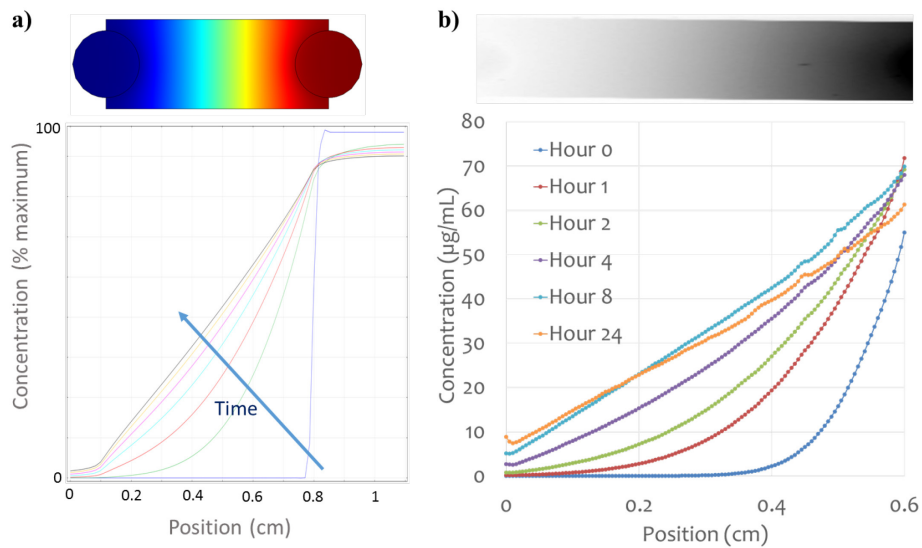 a)
100
Concentration (% maximum)
0
Time
0
0.2
0.4
0.6
0.8
1
Position (cm)
b)
80
70
60
50
40
30
20
10
0
Concentration (µg/mL)
Hour 0
Hour 1
Hour 2
Hour 4
Hour 8
Hour 24
0
0.2
0.4
0.6
Position (cm)